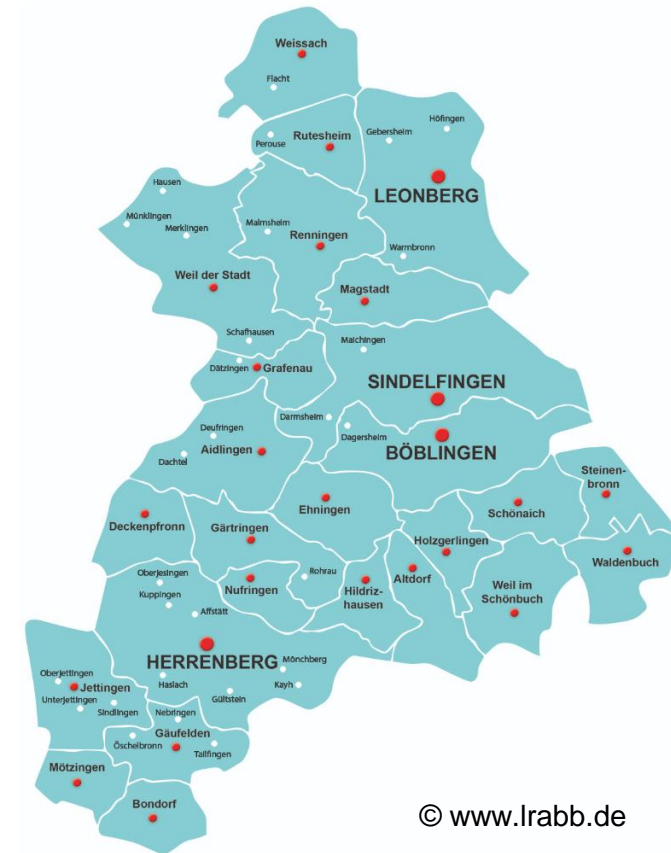 Weissach
Flacht
Höfingen
Gebersheim
Perouse
Rutesheim
LEONBERG
Hausen
Münklingen
Merklingen
Malmsheim
Renningen
Warmbronn
Weil der Stadt
Magstadt
Schafhausen
Maichingen
Dätzingen
Grafenau
SINDELFINGEN
Darmsheim
Dagersheim
Deufringen
Aidlingen
Dachtel
BÖBLINGEN
Steinen-
bronn
Ehningen
Schönaich
Deckenpfronn
Gärtringen
Holzgerlingen
Waldenbuch
Oberjesingen
Kuppingen
Affstätt
Nufringen
Rohrau
Hildriz-
hausen
Altdorf
Weil im
Schönbuch
HERRENBERG
Mönchberg
Haslach
Kayh
Gültstein
Oberjettingen
Jettingen
Unterjettingen
Sindlingen
Nebringen
Gäufelden
Öschelbronn
Tailfingen
Mötzingen
Bondorf
© www.lrabb.de